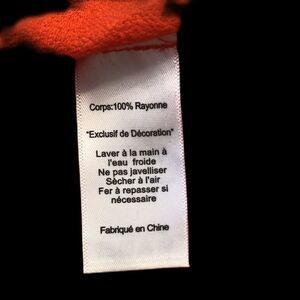 Corps:100% Rayonne
"Exclusif de Décoration"
Laver à la main à
l'eau froide
Ne pas javelliser
Sècher à l'air
Fer à repasser si
nécessaire
Fabriqué en Chine